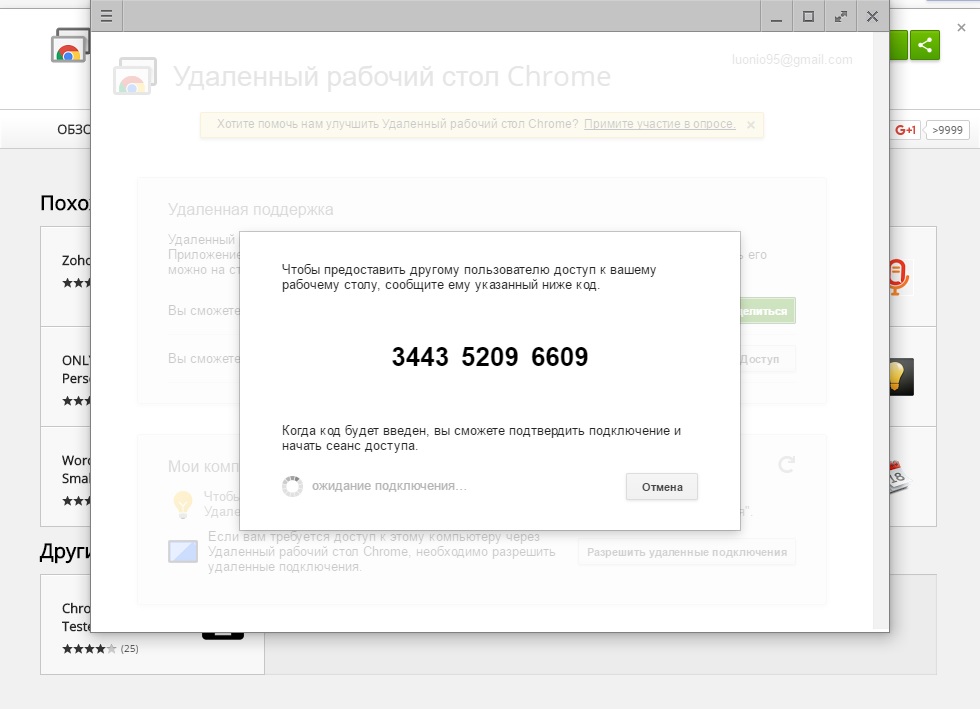 luonio95@gmail.com
Удаленный рабочий стол Chrome
Хотите помочь нам улучшить Удаленный рабочий стол Chrome? Примите участие в опросе.
ОБЗО
G+1
>9999
Похо
Удаленная поддержка
Удаленный
Приложение
можно на ст
его
Zoho
Чтобы предоставить другому пользователю доступ к вашему
рабочему столу, сообщите ему указанный ниже код.
Вы сможете
делиться
3443 5209 6609
Вы сможете
Доступ
ONL
Perso
Когда код будет введен, вы сможете подтвердить подключение и
начать сеанс доступа.
Word
Smal
Мои комп
18
ожидание подключения...
Отмена
Чтобы
Удале
я".
Если вам требуется доступ к этому компьютеру через
Удаленный рабочий стол Chrome, необходимо разрешить
удаленные подключения.
Разрешить удаленные подключения
Други
Chro
Teste
(25)